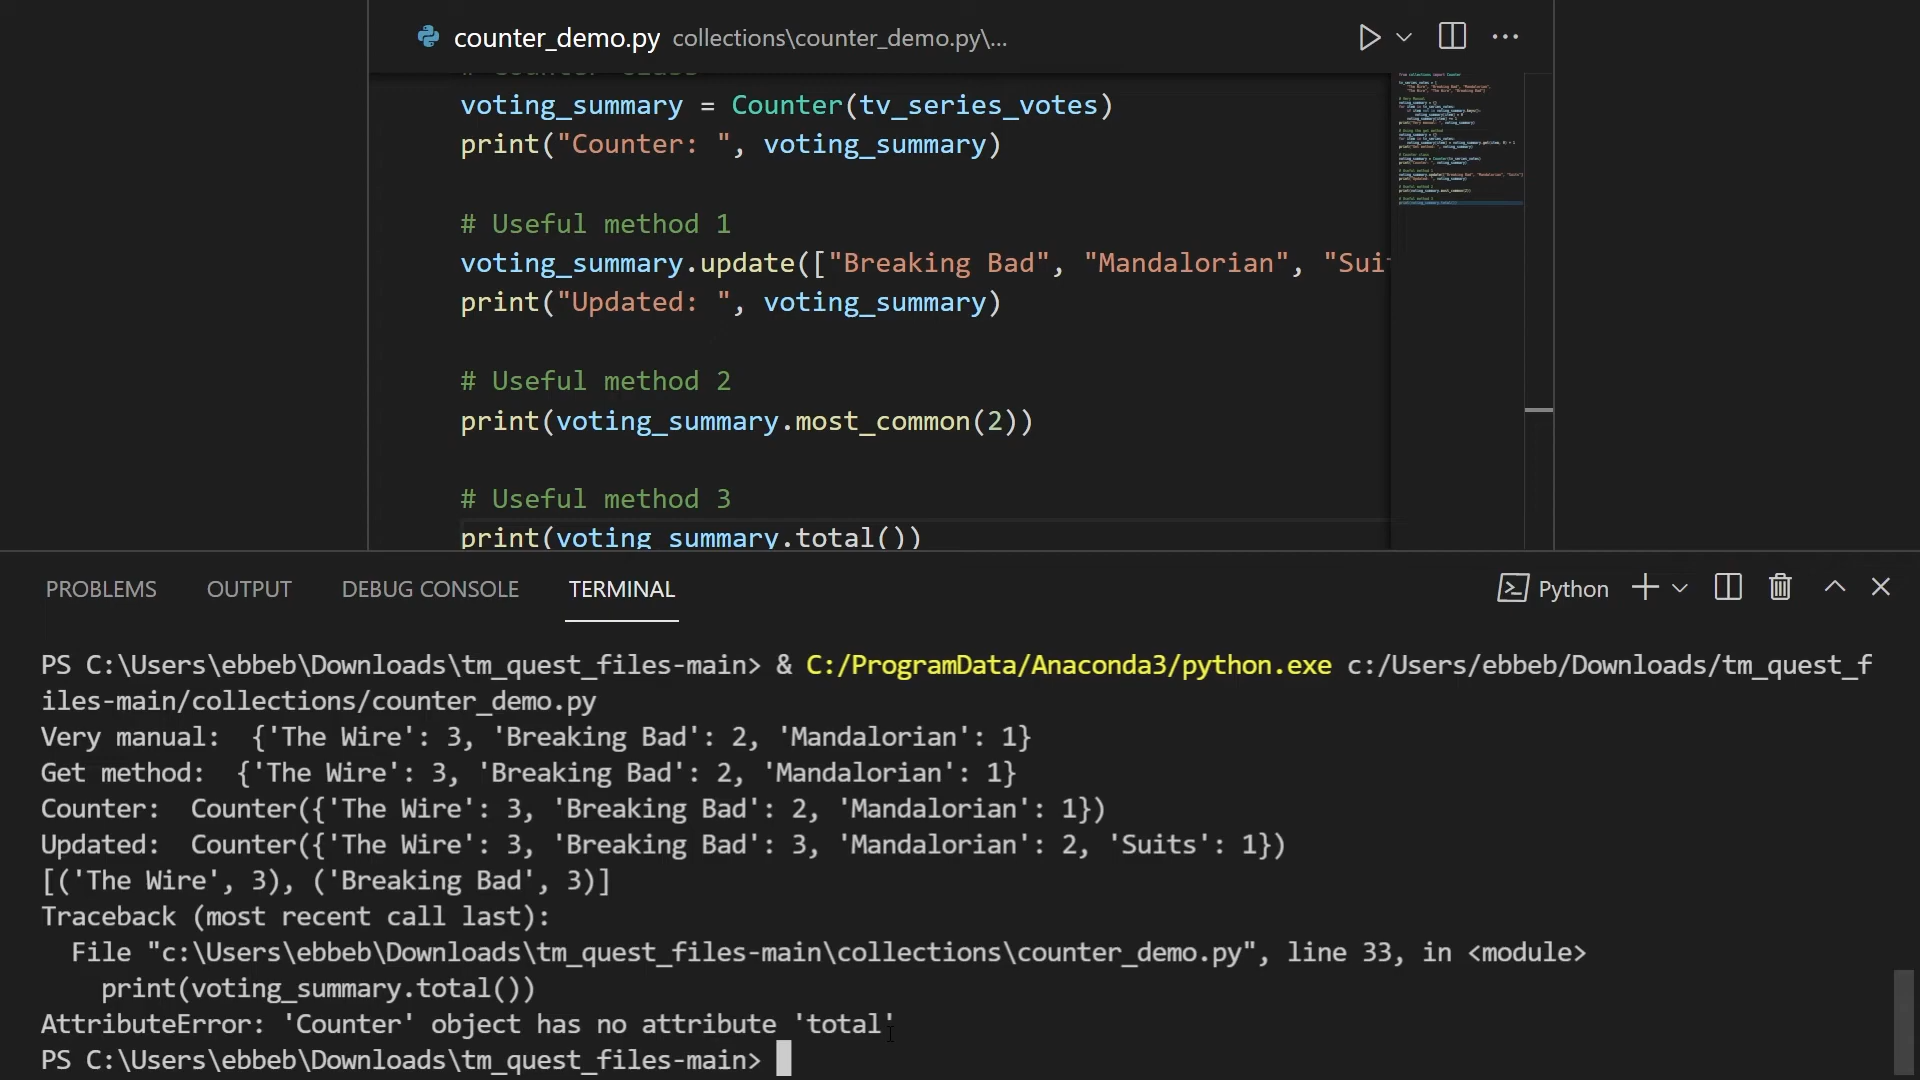 counter_demo.py collections\counter_demo.py\...
voting_summary = Counter(tv_series_votes)
print("Counter: ", voting_summary)
# Useful method 1
voting_summary.update(["Breaking Bad", "Mandalorian", "Suit
print("Updated: ", voting_summary)
# Useful method 2
print(voting_summary.most_common(2))
# Useful method 3
print(voting_summary.total())
PROBLEMS OUTPUT DEBUG CONSOLE TERMINAL Python
PS C:\Users\ebbeb\Downloads\tm_quest_files-main> & C:/ProgramData/Anaconda3/python.exe c:/Users/ebbeb/Downloads/tm_quest_f
iles-main/collections/counter_demo.py
Very manual:  {'The Wire': 3, 'Breaking Bad': 2, 'Mandalorian': 1}
Get method:  {'The Wire': 3, 'Breaking Bad': 2, 'Mandalorian': 1}
Counter:  Counter({'The Wire': 3, 'Breaking Bad': 2, 'Mandalorian': 1})
Updated:  Counter({'The Wire': 3, 'Breaking Bad': 3, 'Mandalorian': 2, 'Suits': 1})
[('The Wire', 3), ('Breaking Bad', 3)]
Traceback (most recent call last):
  File "c:\Users\ebbeb\Downloads\tm_quest_files-main\collections\counter_demo.py", line 33, in <module>
    print(voting_summary.total())
AttributeError: 'Counter' object has no attribute 'total'
PS C:\Users\ebbeb\Downloads\tm_quest_files-main>